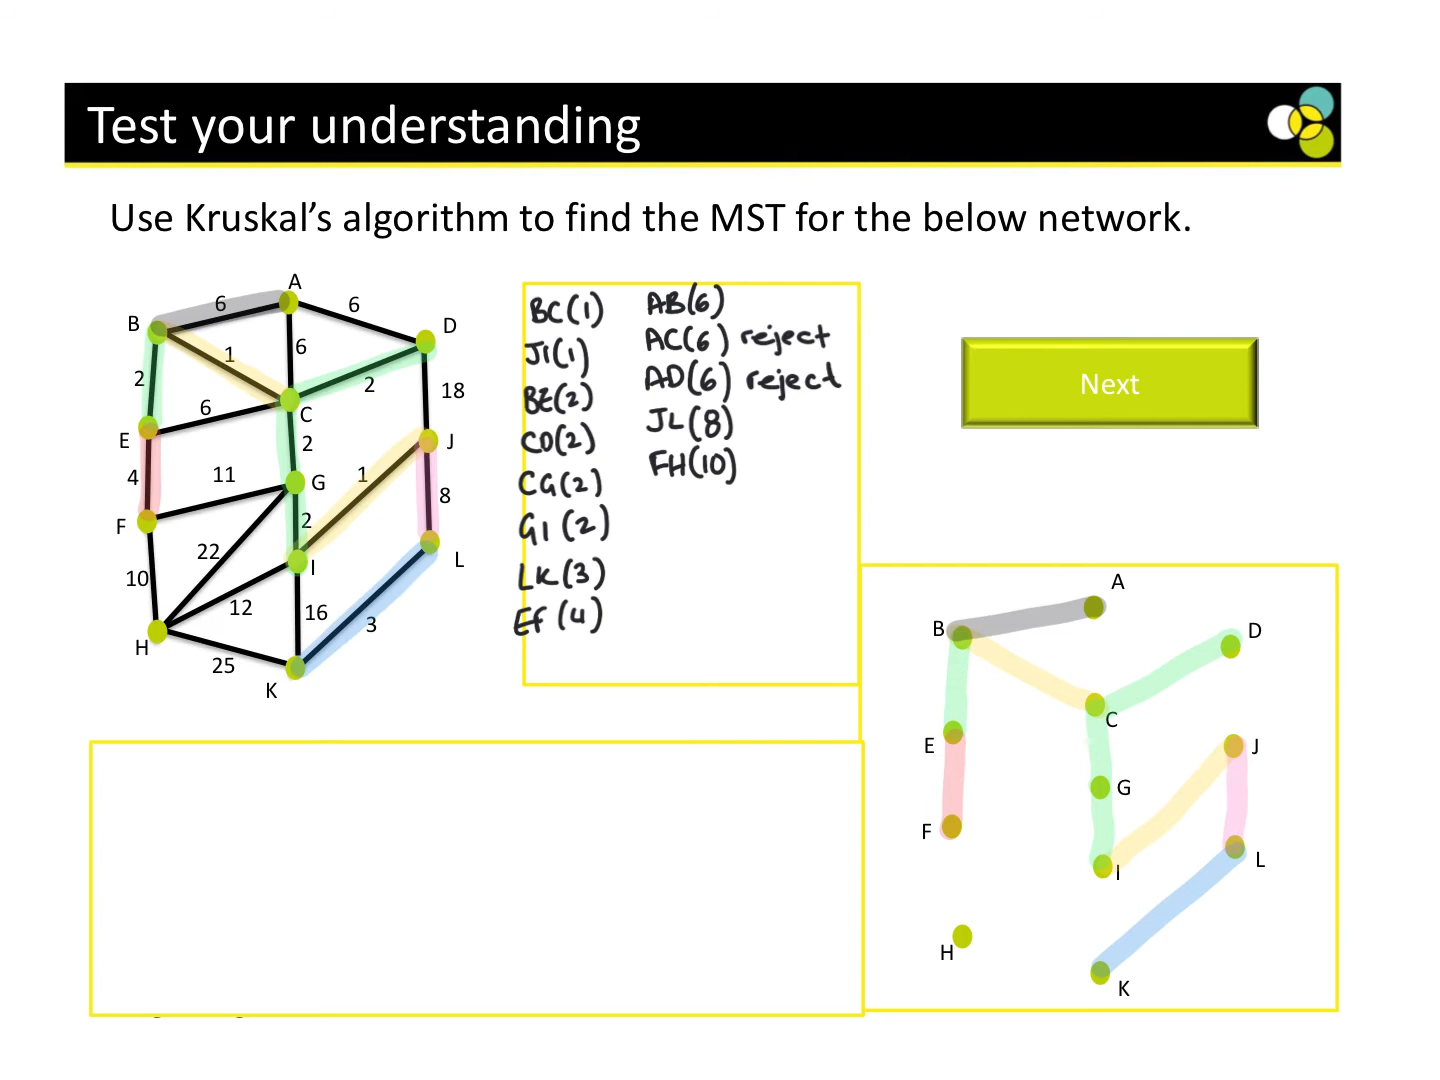 Test your understanding
Use Kruskal’s algorithm to find the MST for the below network.
A
6
6
B
D
1
6
2
2
18
6
C
E
2
J
4
11
G
1
8
F
2
22
I
L
10
12
16
3
H
25
K
BC(1)
JI(1)
BE(2)
CD(2)
CG(2)
GI(2)
LK(3)
EF(4)
AB(6)
AC(6) reject
AD(6) reject
JL(8)
FH(10)
Next
A
B
D
C
E
J
G
F
I
L
H
K